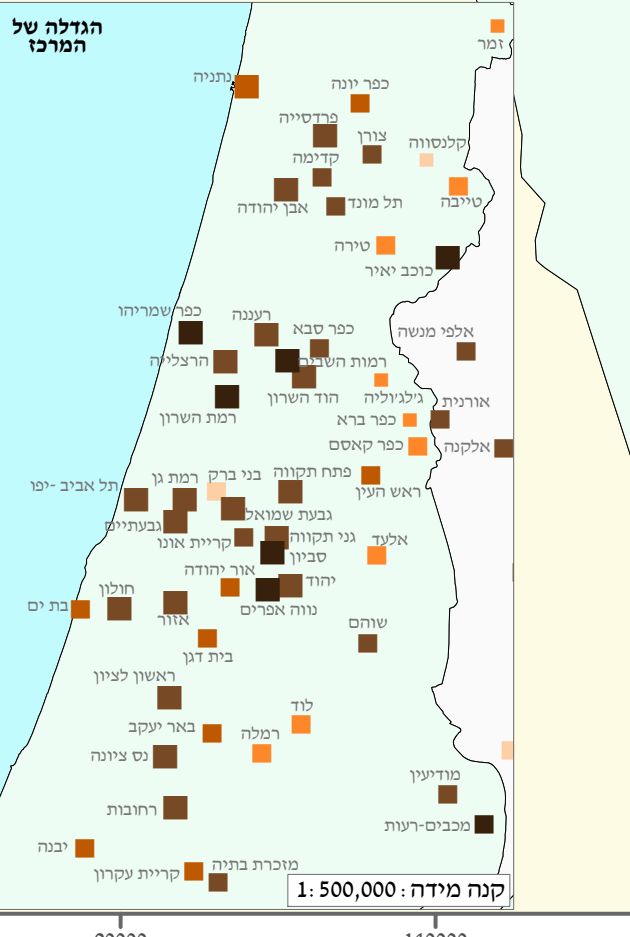 הגדלה של
המרכז
זמר
נתניה
כפר יונה
פרדסייה
צורן
קלנסווה
קדימה
טייבה
אבן יהודה
תל מונד
טירה
כוכב יאיר
כפר שמריהו
רעננה
כפר סבא
אלפי מנשה
הרצלייה
רמות השבים
הוד השרון
ג'לג'וליה
אורנית
רמת השרון
כפר ברא
כפר קאסם
אלקנה
תל אביב -יפו
רמת גן
בני ברק
פתח תקווה
ראש העין
גבעת שמואל
גבעתיים
קריית אונו
גני תקווה
אלעד
סביון
אור יהודה
יהוד
חולון
בת ים
נווה אפרים
אזור
שוהם
בית דגן
ראשון לציון
לוד
באר יעקב
רמלה
נס ציונה
מודיעין
רחובות
מכבים-רעות
יבנה
מזכרת בתיה
קריית עקרון
קנה מידה : 1:500,000